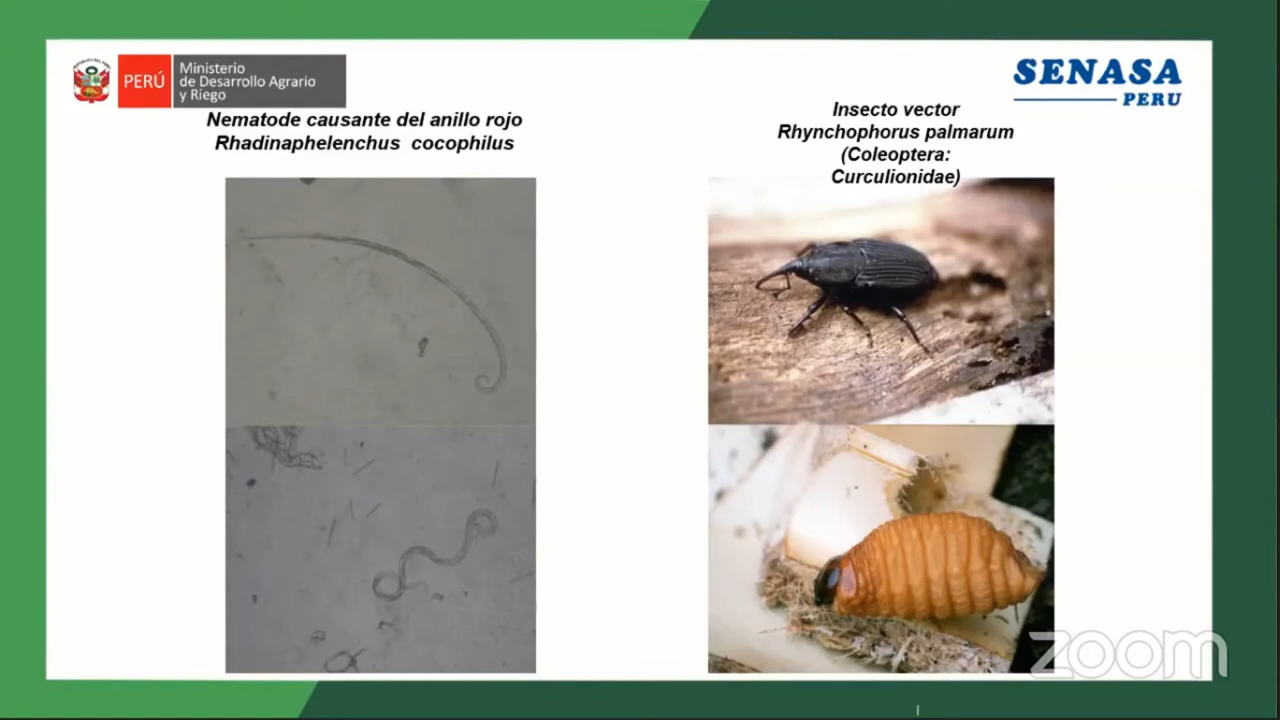 PERÚ
Ministerio
de Desarrollo Agrario
y Riego
SENASA
PERU
Nematode causante del anillo rojo
Rhadinaphelenchus cocophilus
Insecto vector
Rhynchophorus palmarum
(Coleoptera:
Curculionidae)
zoom